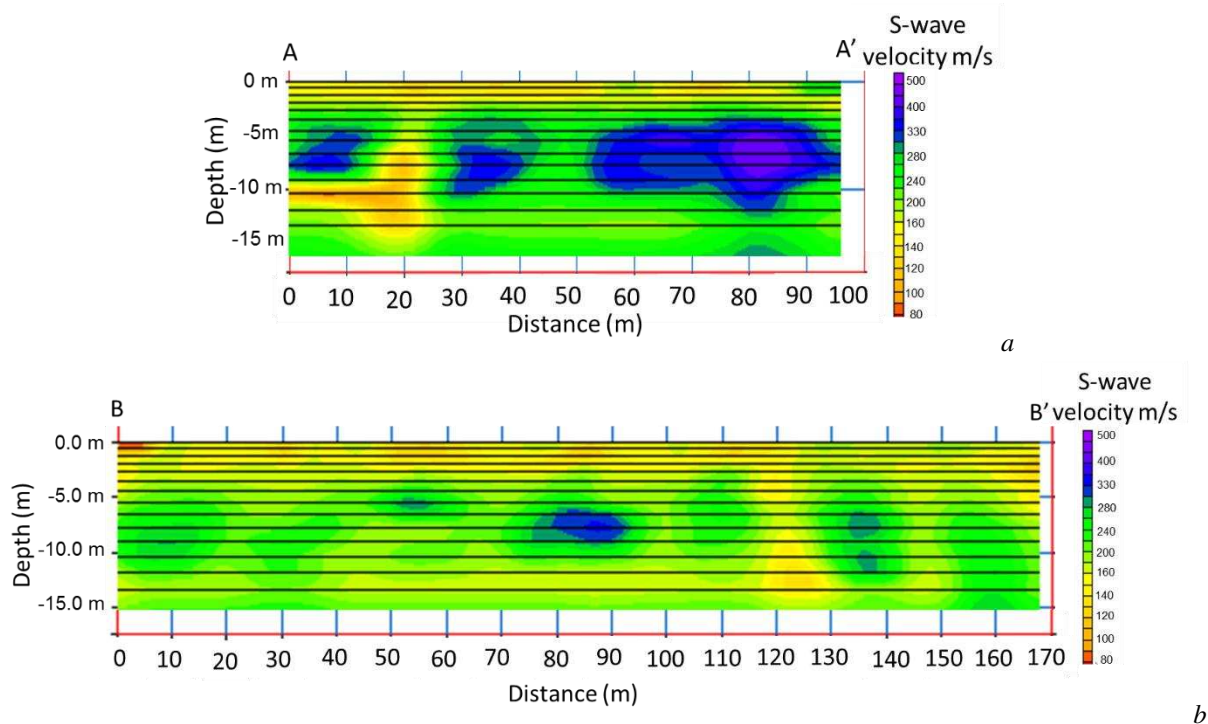 S-wave
velocity m/s
A
A'
0 m
-5m
-10 m
-15 m
Depth (m)
0 10 20 30 40 50 60 70 80 90 100
Distance (m)
500
400
330
280
240
200
160
140
120
100
80
a
S-wave
B
B' velocity m/s
0.0 m
-5.0 m
-10.0 m
-15.0 m
Depth (m)
0 10 20 30 40 50 60 70 80 90 100 110 120 130 140 150 160 170
Distance (m)
500
400
330
280
240
200
160
140
120
100
80
b